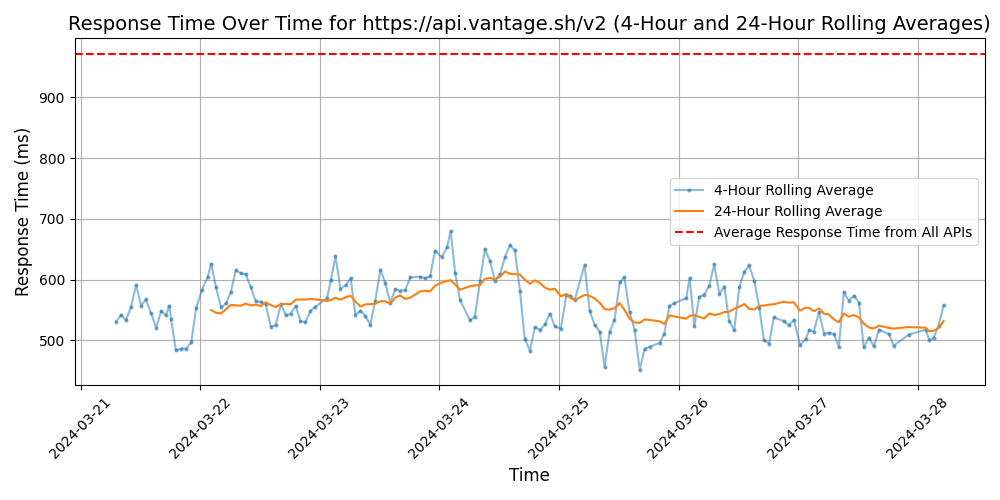 Response Time Over Time for https://api.vantage.sh/v2 (4-Hour and 24-Hour Rolling Averages)
Response Time (ms)
900
800
700
600
500
4-Hour Rolling Average
24-Hour Rolling Average
Average Response Time from All APIs
2024-03-21
2024-03-22
2024-03-23
2024-03-24
2024-03-25
2024-03-26
2024-03-27
2024-03-28
Time